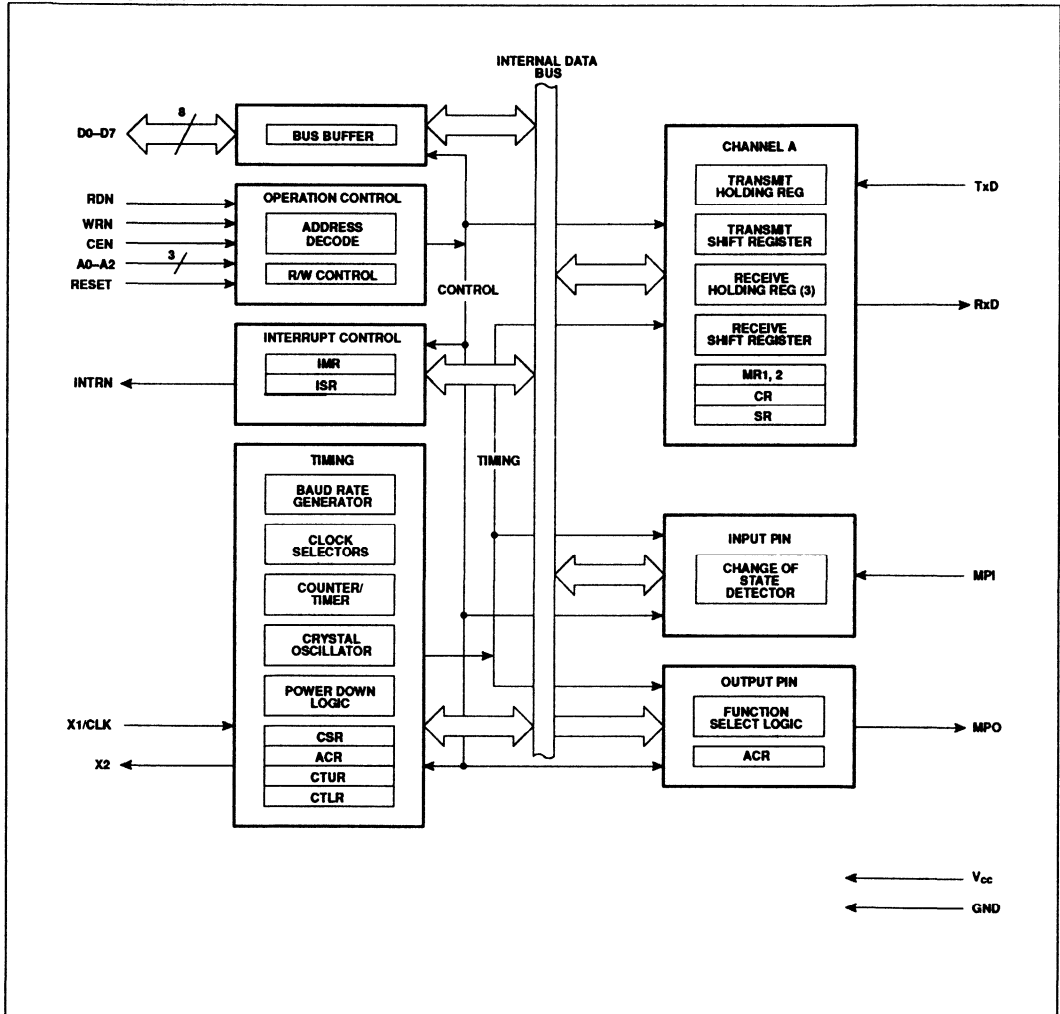 INTERNAL DATA
BUS
8
D0–D7
BUS BUFFER
RDN
WRN
CEN
A0–A2
3
RESET
OPERATION CONTROL
ADDRESS
DECODE
R/W CONTROL
CONTROL
INTERRUPT CONTROL
IMR
ISR
INTRN
TIMING
BAUD RATE
GENERATOR
CLOCK
SELECTORS
COUNTER/
TIMER
CRYSTAL
OSCILLATOR
POWER DOWN
LOGIC
CSR
ACR
CTUR
CTLR
X1/CLK
X2
TIMING
CHANNEL A
TRANSMIT
HOLDING REG
TRANSMIT
SHIFT REGISTER
RECEIVE
HOLDING REG (3)
RECEIVE
SHIFT REGISTER
MR1, 2
CR
SR
TxD
RxD
INPUT PIN
CHANGE OF
STATE
DETECTOR
MPI
OUTPUT PIN
FUNCTION
SELECT LOGIC
ACR
MPO
Vcc
GND